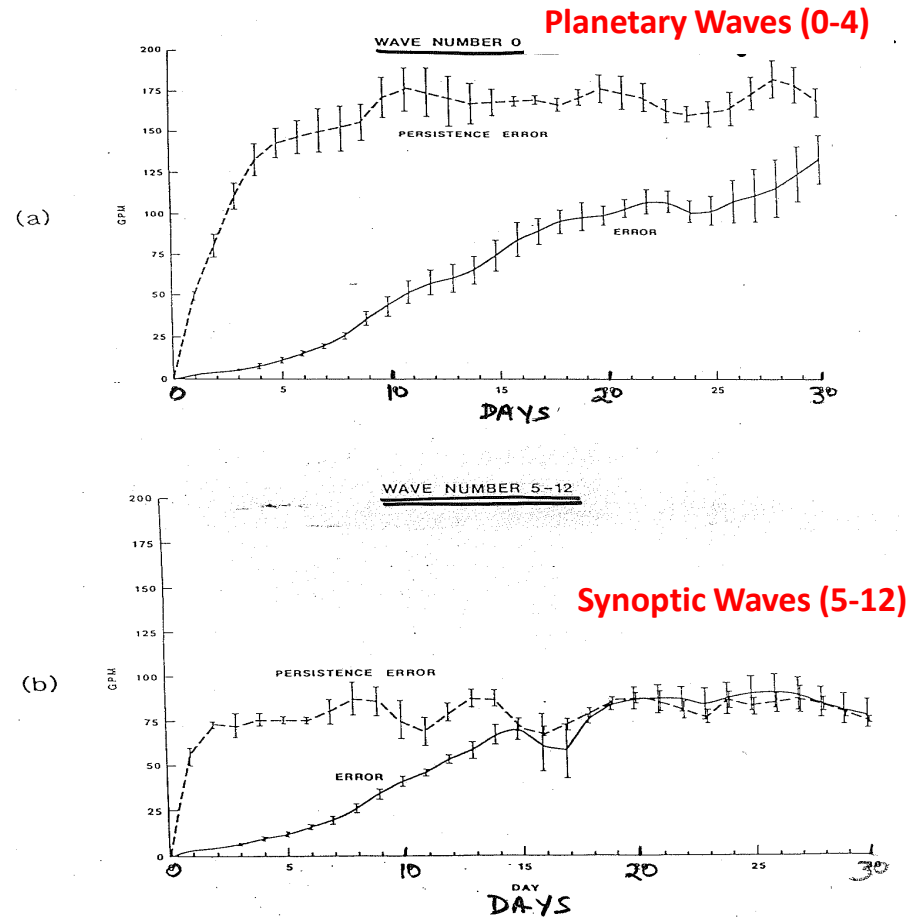 Planetary Waves (0-4)
WAVE NUMBER 0
200
175
150
125
100
75
50
25
0
GPM
(a)
PERSISTENCE ERROR
ERROR
0 5 10 15 20 25 30
DAYS
WAVE NUMBER 5-12
200
175
150
125
100
75
50
25
0
GPM
(b)
Synoptic Waves (5-12)
PERSISTENCE ERROR
ERROR
0 5 10 15 20 25 30
DAY
DAYS